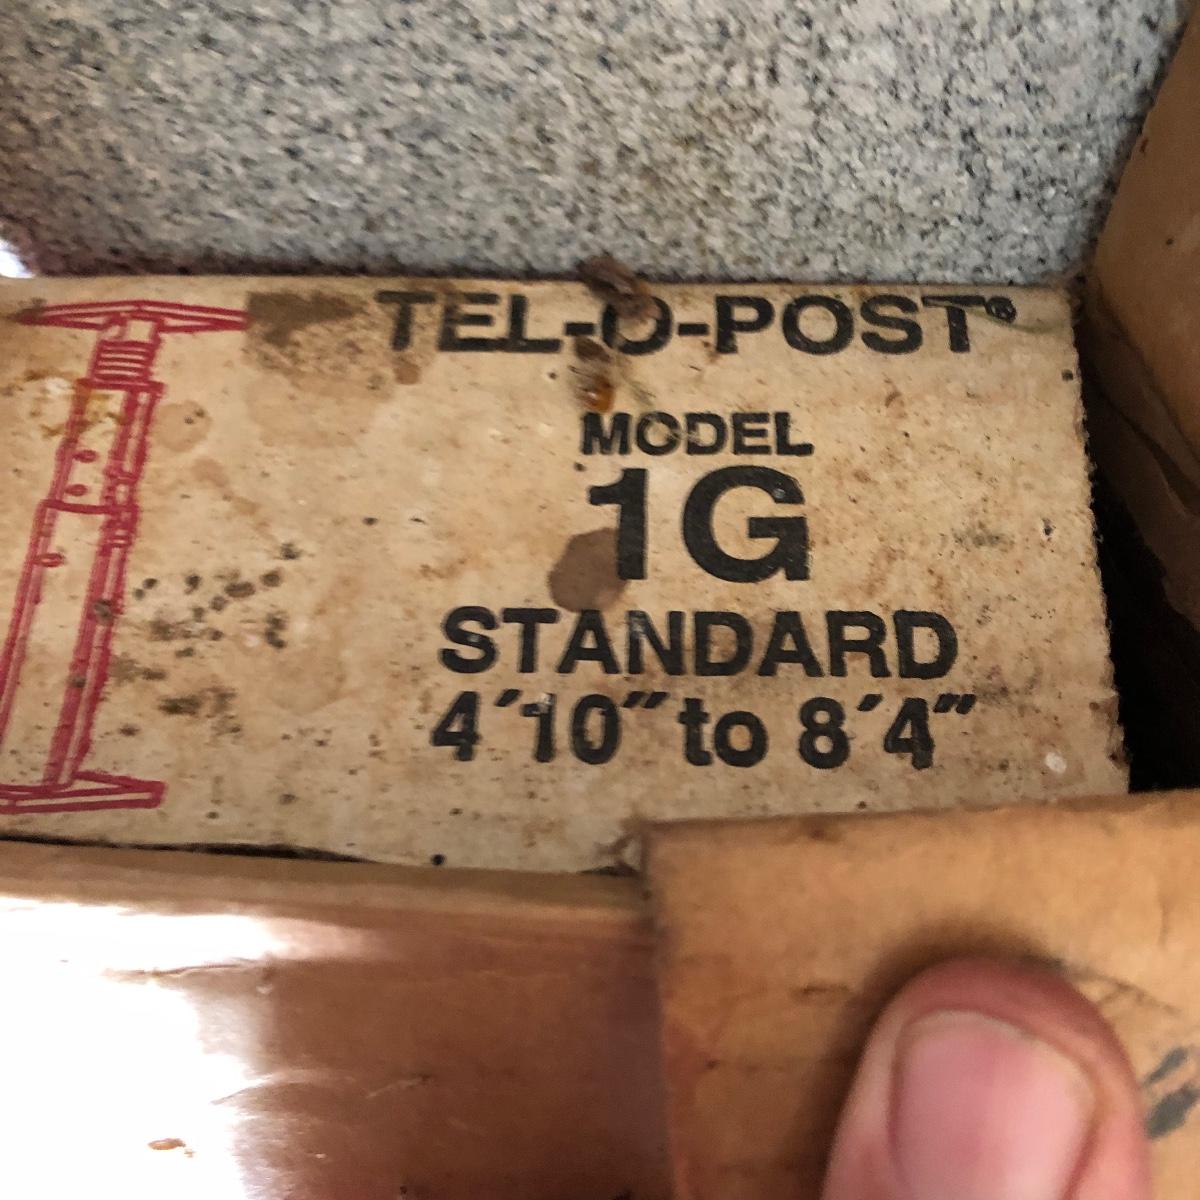 TEL-O-POST®
MODEL
1G
STANDARD
4'10" to 8'4"